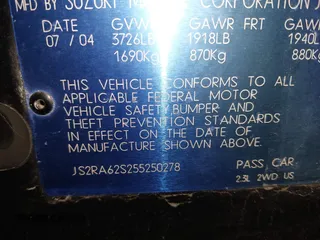 MFD BY SUZUKI CORPORATION J
DATE GVW GAWR FRT GAW
07 / 04 3726LB 1918LB 1940L
1690KG 870KG 880K
THIS VEHICLE CONFORMS TO ALL
APPLICABLE FEDERAL MOTOR
VEHICLE SAFETY BUMPER AND
THEFT PREVENTION STANDARDS
IN EFFECT ON THE DATE OF
MANUFACTURE SHOWN ABOVE.
JS2RA62S255250278 PASS, CAR
2.3L 2WD US